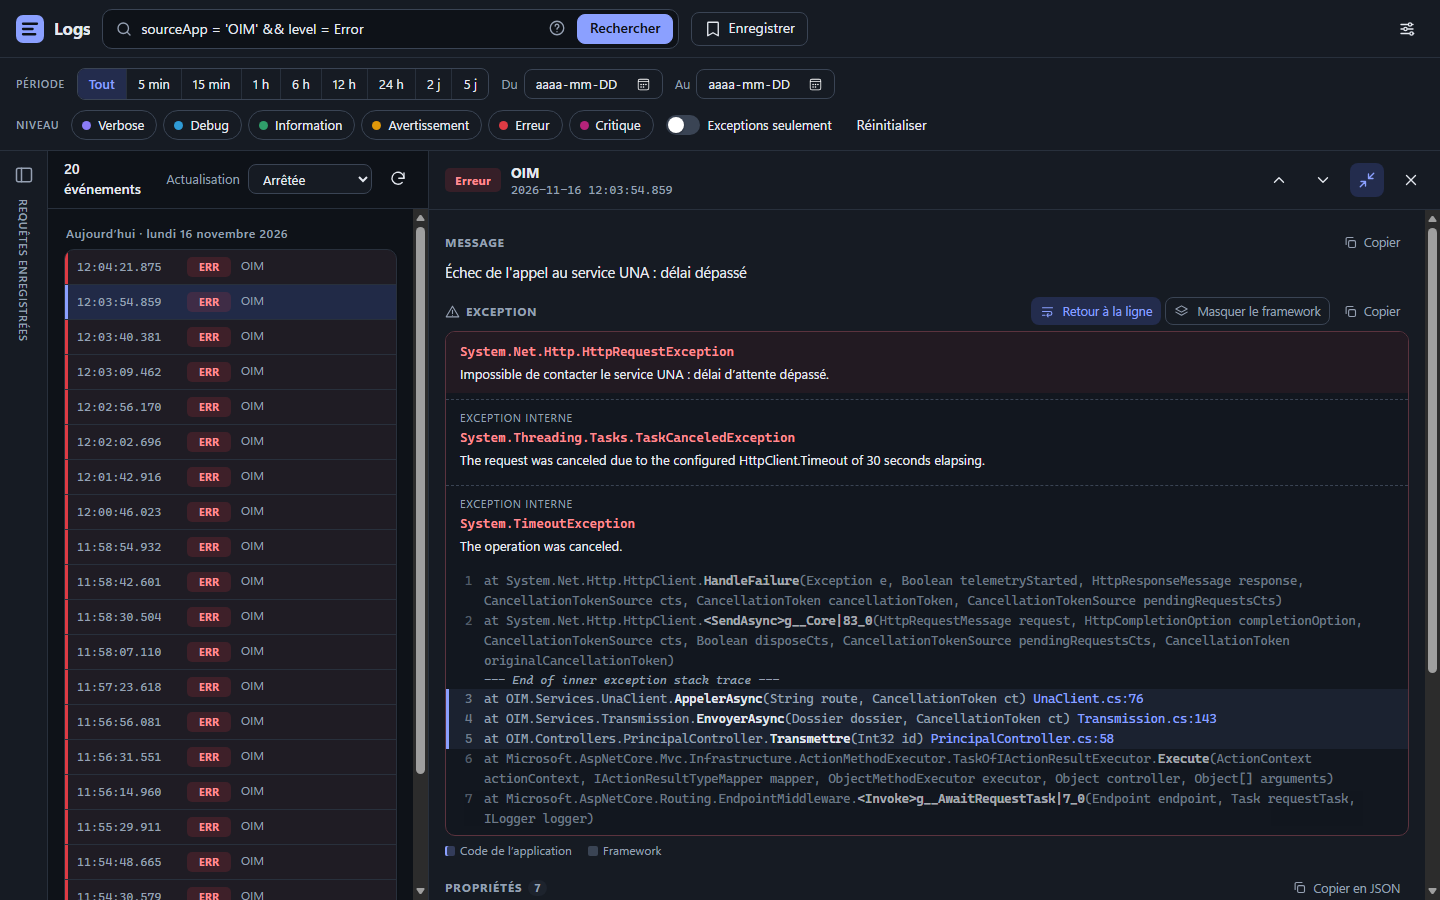 Logs
sourceApp = 'OIM' && level = Error
Rechercher
Enregistrer
PÉRIODE
Tout
5 min
15 min
1 h
6 h
12 h
24 h
2 j
5 j
Du
aaaa-mm-DD
Au
aaaa-mm-DD
NIVEAU
Verbose
Debug
Information
Avertissement
Erreur
Critique
Exceptions seulement
Réinitialiser
REQUÊTES ENREGISTRÉES
20 événements
Actualisation
Arrêtée
Aujourd'hui · lundi 16 novembre 2026
12:04:21.875 ERR OIM
12:03:54.859 ERR OIM
12:03:40.381 ERR OIM
12:03:09.462 ERR OIM
12:02:56.170 ERR OIM
12:02:02.696 ERR OIM
12:01:42.916 ERR OIM
12:00:46.023 ERR OIM
11:58:54.932 ERR OIM
11:58:42.601 ERR OIM
11:58:30.504 ERR OIM
11:58:07.110 ERR OIM
11:57:23.618 ERR OIM
11:56:56.081 ERR OIM
11:56:31.551 ERR OIM
11:56:14.960 ERR OIM
11:55:29.911 ERR OIM
11:54:48.665 ERR OIM
11:54:30.579 ERR OIM
Erreur
OIM
2026-11-16 12:03:54.859
MESSAGE
Copier
Échec de l'appel au service UNA : délai dépassé
EXCEPTION
Retour à la ligne
Masquer le framework
Copier
System.Net.Http.HttpRequestException
Impossible de contacter le service UNA : délai d'attente dépassé.
EXCEPTION INTERNE
System.Threading.Tasks.TaskCanceledException
The request was canceled due to the configured HttpClient.Timeout of 30 seconds elapsing.
EXCEPTION INTERNE
System.TimeoutException
The operation was canceled.
1 at System.Net.Http.HttpClient.HandleFailure(Exception e, Boolean telemetryStarted, HttpResponseMessage response,
CancellationTokenSource cts, CancellationToken cancellationToken, CancellationTokenSource pendingRequestsCts)
2 at System.Net.Http.HttpClient.<SendAsync>g__Core|83_0(HttpRequestMessage request, HttpCompletionOption completionOption,
CancellationTokenSource cts, Boolean disposeCts, CancellationTokenSource pendingRequestsCts, CancellationToken
originalCancellationToken)
--- End of inner exception stack trace ---
3 at OIM.Services.UnaClient.AppelerAsync(String route, CancellationToken ct) UnaClient.cs:76
4 at OIM.Services.Transmission.EnvoyerAsync(Dossier dossier, CancellationToken ct) Transmission.cs:143
5 at OIM.Controllers.PrincipalController.Transmettre(Int32 id) PrincipalController.cs:58
6 at Microsoft.AspNetCore.Mvc.Infrastructure.ActionMethodExecutor.TaskOfIActionResultExecutor.Execute(ActionContext
actionContext, IActionResultTypeMapper mapper, ObjectMethodExecutor executor, Object controller, Object[] arguments)
7 at Microsoft.AspNetCore.Routing.EndpointMiddleware.<Invoke>g__AwaitRequestTask|7_0(Endpoint endpoint, Task requestTask,
ILogger logger)
Code de l'application
Framework
PROPRIÉTÉS 7
Copier en JSON